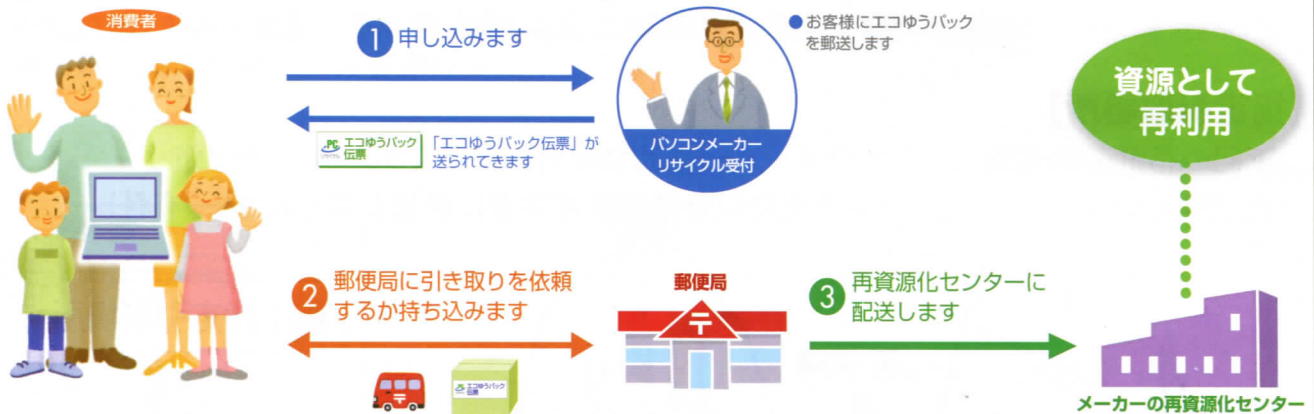 消費者
1 申し込みます
●お客様にエコゆうパック
を郵送します
PC
リサイクル
エコゆうパック
伝票
「エコゆうパック伝票」が
送られてきます
パソコンメーカー
リサイクル受付
資源として
再利用
2 郵便局に引き取りを依頼
するか持ち込みます
郵便局
〒
3 再資源化センターに
配送します
〒
エコゆうパック
伝票
メーカーの再資源化センター